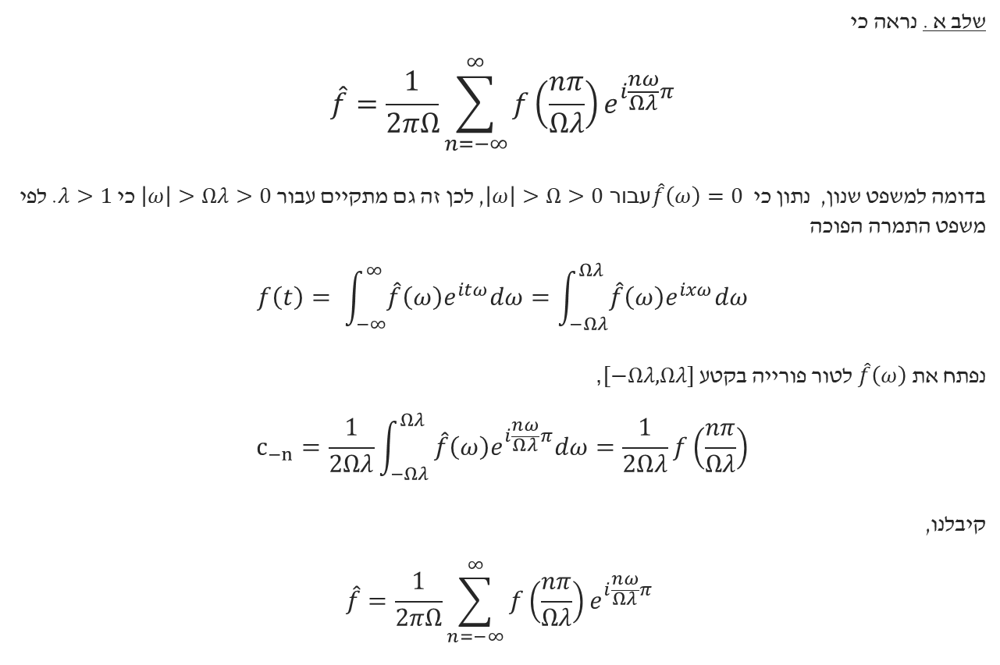 שלב א . נראה כי
\hat{f} = \frac{1}{2\pi\Omega} \sum_{n=-\infty}^{\infty} f\left(\frac{n\pi}{\Omega\lambda}\right) e^{i\frac{n\omega}{\Omega\lambda}\pi}
בדומה למשפט שנון, נתון כי \hat{f}(\omega) = 0 עבור |\omega| > \Omega > 0, לכן זה גם מתקיים עבור |\omega| > \Omega\lambda > 0 כי \lambda > 1. לפי
משפט התמרה הפוכה
f(t) = \int_{-\infty}^{\infty} \hat{f}(\omega)e^{it\omega}d\omega = \int_{-\Omega\lambda}^{\Omega\lambda} \hat{f}(\omega)e^{ix\omega}d\omega
נפתח את \hat{f}(\omega) לטור פורייה בקטע [-\Omega\lambda,\Omega\lambda],
c_{-n} = \frac{1}{2\Omega\lambda}\int_{-\Omega\lambda}^{\Omega\lambda} \hat{f}(\omega)e^{i\frac{n\omega}{\Omega\lambda}\pi}d\omega = \frac{1}{2\Omega\lambda} f\left(\frac{n\pi}{\Omega\lambda}\right)
קיבלנו,
\hat{f} = \frac{1}{2\pi\Omega} \sum_{n=-\infty}^{\infty} f\left(\frac{n\pi}{\Omega\lambda}\right) e^{i\frac{n\omega}{\Omega\lambda}\pi}